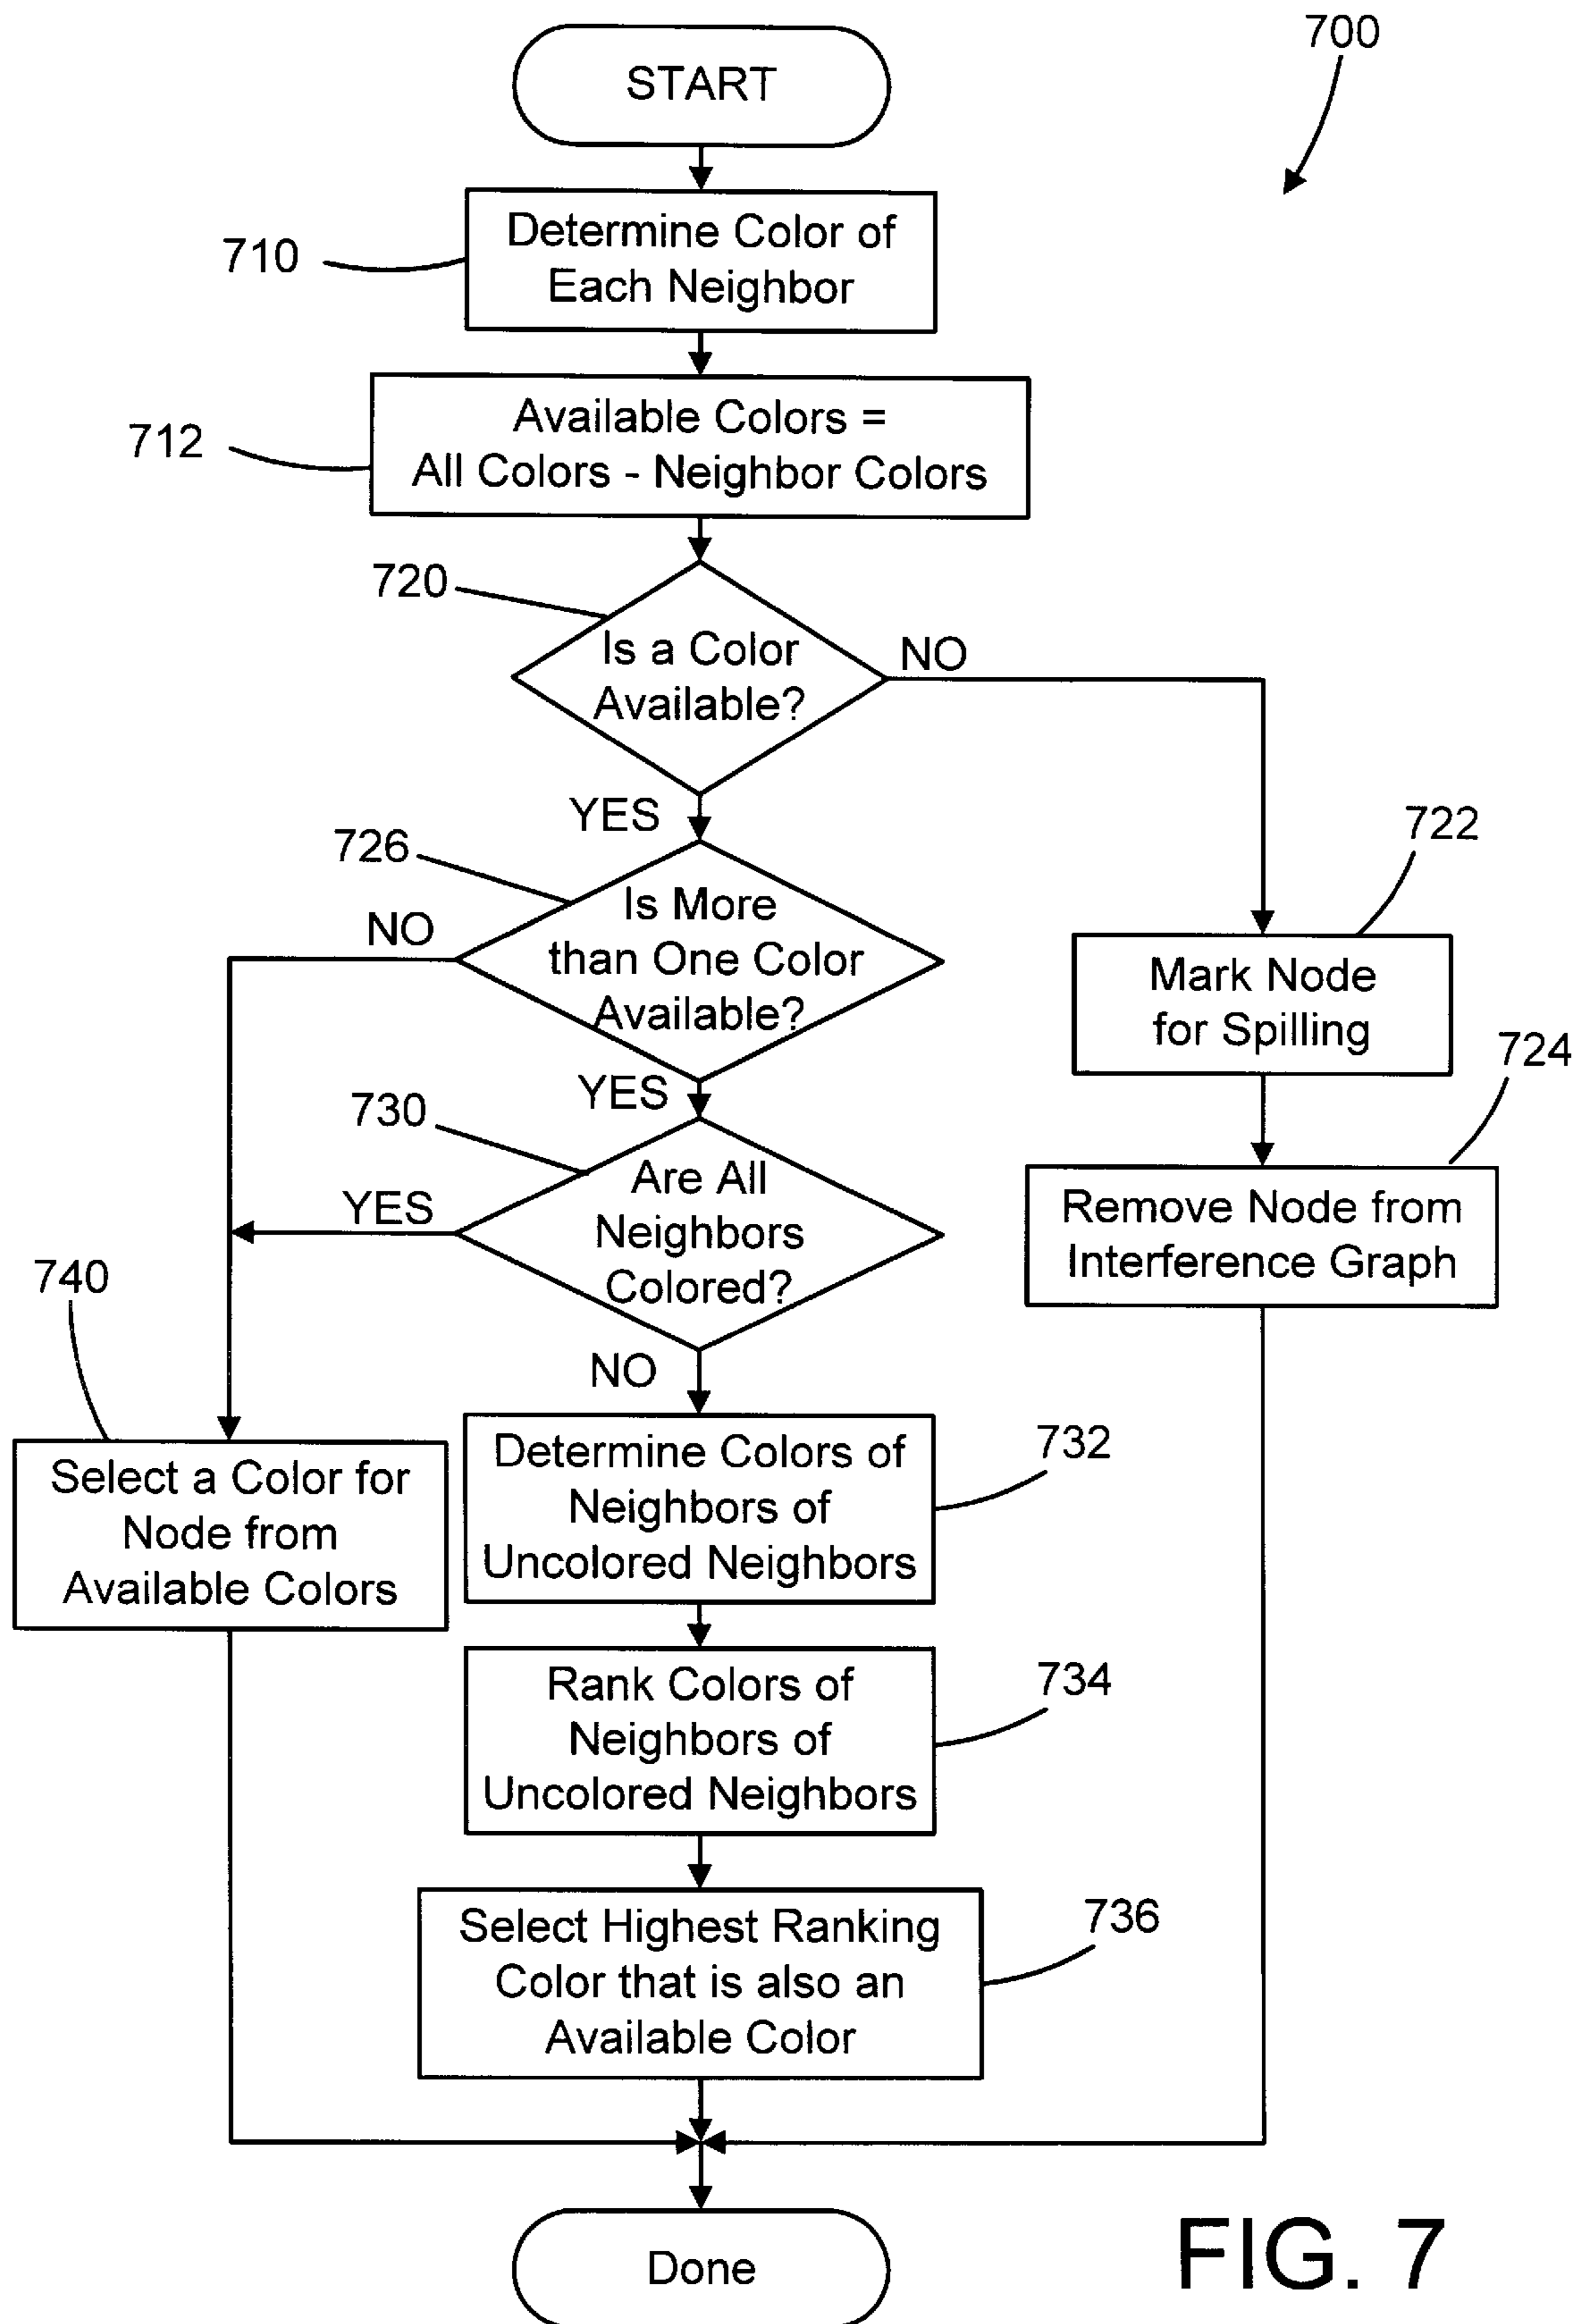 700
START
710
Determine Color of
Each Neighbor
712
Available Colors =
All Colors - Neighbor Colors
720
Is a Color
Available?
NO
YES
722
726
Is More
than One Color
Available?
NO
Mark Node
for Spilling
724
YES
730
Are All
Neighbors
Colored?
YES
Remove Node from
Interference Graph
740
NO
Select a Color for
Node from
Available Colors
732
Determine Colors of
Neighbors of
Uncolored Neighbors
734
Rank Colors of
Neighbors of
Uncolored Neighbors
736
Select Highest Ranking
Color that is also an
Available Color
Done
FIG. 7